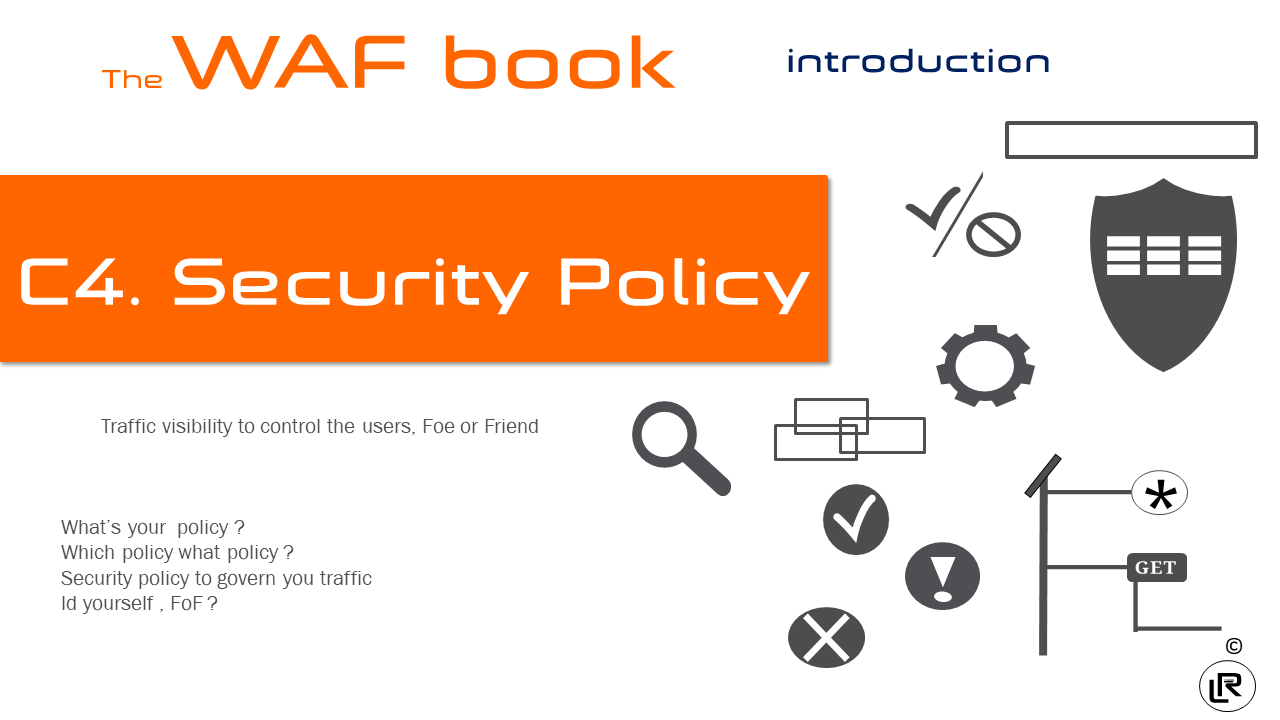 The WAF book
introduction
C4. Security Policy
Traffic visibility to control the users, Foe or Friend
What's your policy ?
Which policy what policy ?
Security policy to govern you traffic
Id yourself , FoF ?
*
GET
©
LR